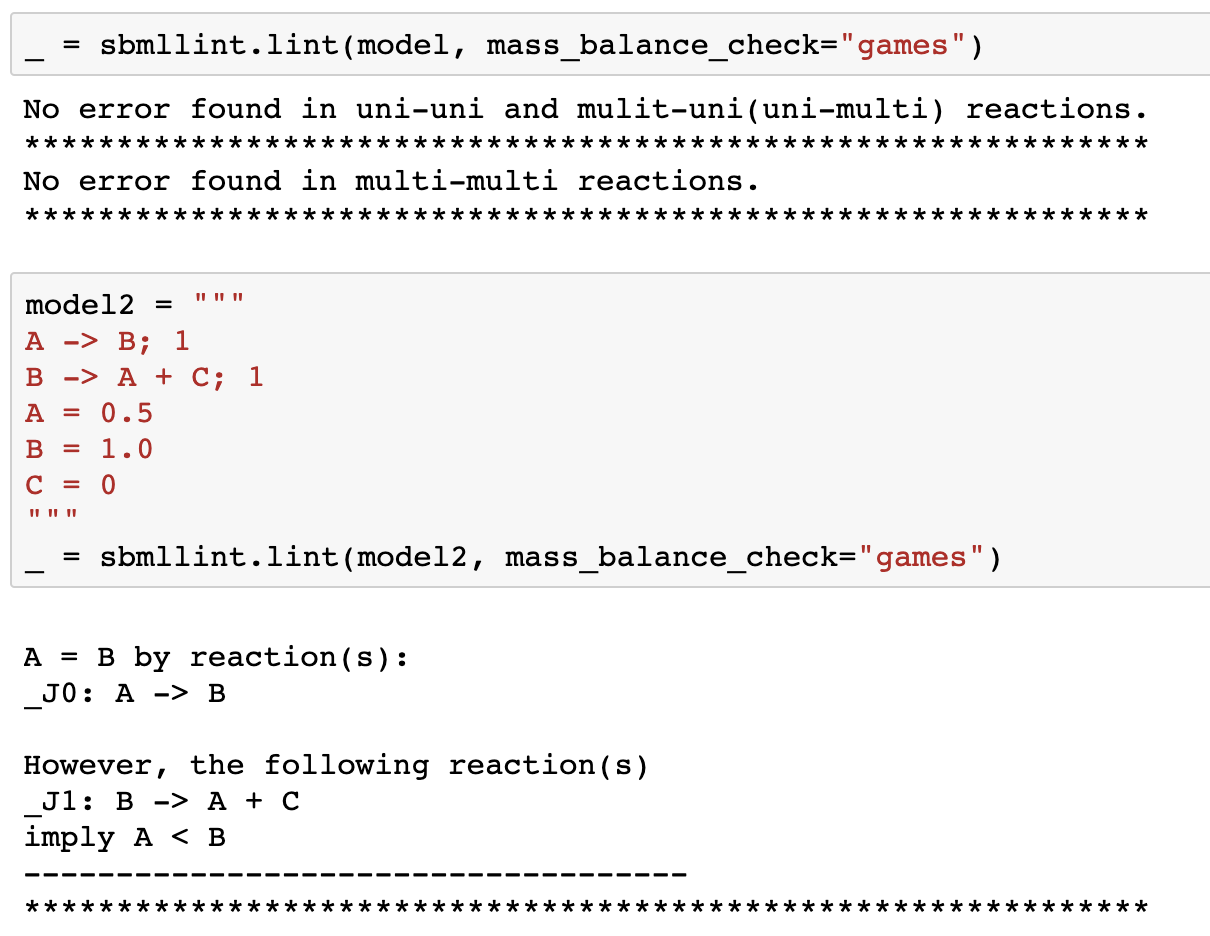 _ = sbmllint.lint(model, mass_balance_check="games")
No error found in uni-uni and mulit-uni(uni-multi) reactions.
*************************************************************
No error found in multi-multi reactions.
*************************************************************
model2 = """
A -> B; 1
B -> A + C; 1
A = 0.5
B = 1.0
C = 0
"""
_ = sbmllint.lint(model2, mass_balance_check="games")
A = B by reaction(s):
_J0: A -> B
However, the following reaction(s)
_J1: B -> A + C
imply A < B
------------------------------------
*************************************************************